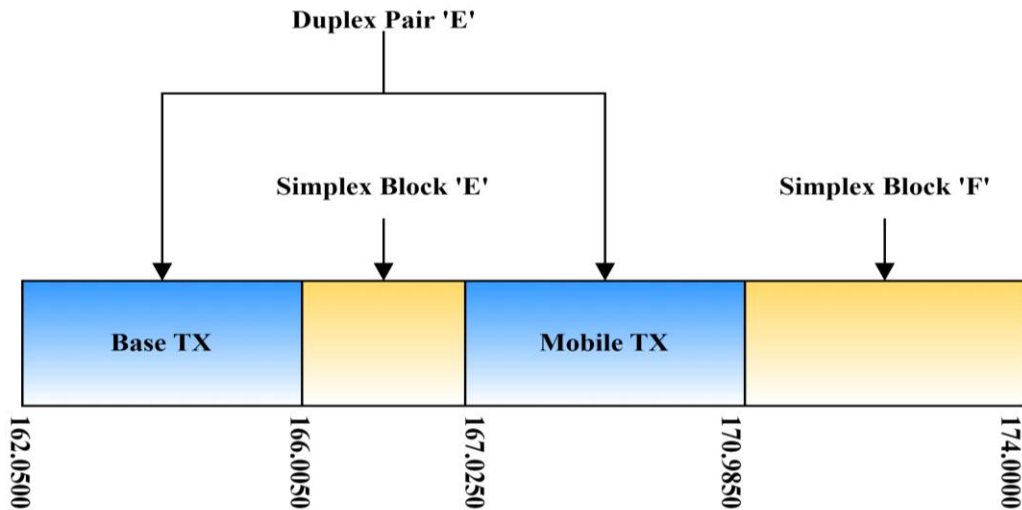 Duplex Pair 'E'
Simplex Block 'E'
Simplex Block 'F'
Base TX
Mobile TX
162.0500
166.0050
167.0250
170.9850
174.0000